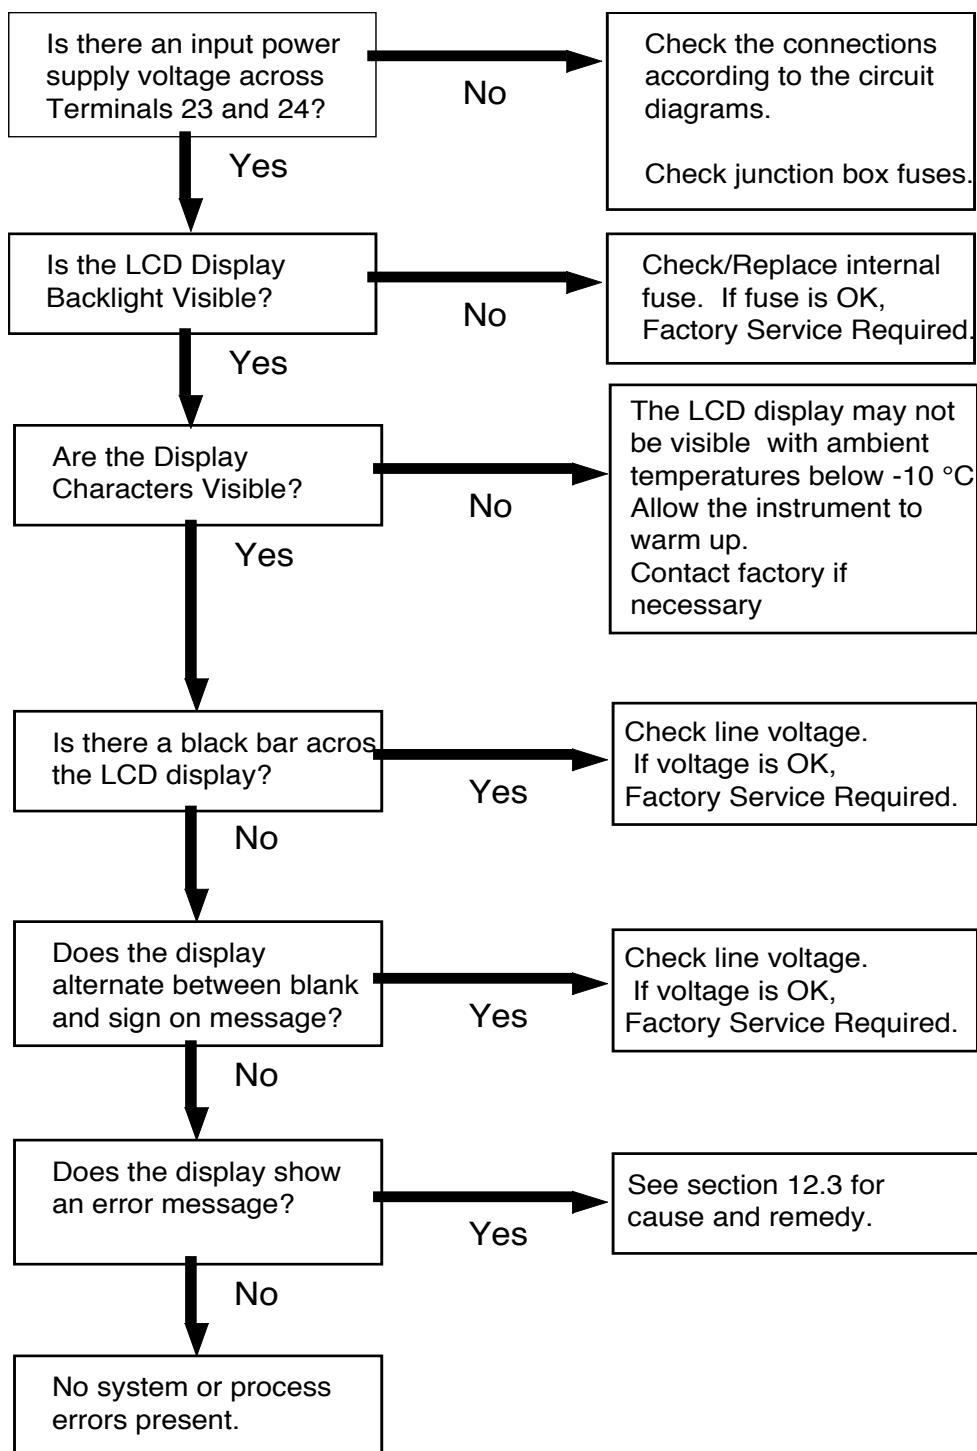 Is there an input power
supply voltage across
Terminals 23 and 24?
No
Check the connections
according to the circuit
diagrams.
Check junction box fuses.
Yes
Is the LCD Display
Backlight Visible?
No
Check/Replace internal
fuse. If fuse is OK,
Factory Service Required.
Yes
Are the Display
Characters Visible?
No
The LCD display may not
be visible with ambient
temperatures below -10 °C
Allow the instrument to
warm up.
Contact factory if
necessary
Yes
Is there a black bar acros
the LCD display?
Yes
Check line voltage.
If voltage is OK,
Factory Service Required.
No
Does the display
alternate between blank
and sign on message?
Yes
Check line voltage.
If voltage is OK,
Factory Service Required.
No
Does the display show
an error message?
Yes
See section 12.3 for
cause and remedy.
No
No system or process
errors present.